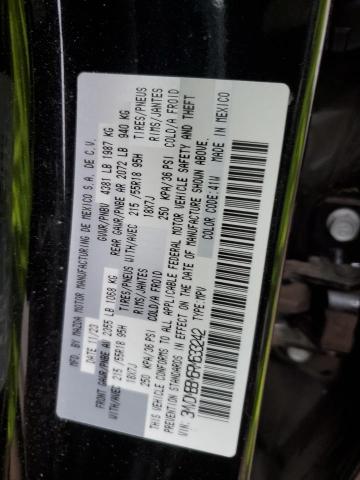 MFD. BY MAZDA MOTOR MANUFACTURING DE MEXICO S.A. DE C.V.
DATE 11/23 GVWR/PNBV 4381 LB 1987 KG
FRONT GAWR/PNBE AV 2355 LB 1068 KG REAR GAWR/PNBE AR 2072 LB 940 KG
WITH/AVEC 215 /55R18 95H TIRES/PNEUS WITH/AVEC 215 /55R18 95H TIRES/PNEUS
18X7J RIMS/JANTES 18X7J RIMS/JANTES
250 KPA/36 PSI COLD/A FROID 250 KPA/36 PSI COLD/A FROID
THIS VEHICLE CONFORMS TO ALL APPLICABLE FEDERAL MOTOR VEHICLE SAFETY AND THEFT
PREVENTION STANDARDS IN EFFECT ON THE DATE OF MANUFACTURE SHOWN ABOVE.
VIN: TYPE: MPV COLOR CODE: 41W MADE IN MEXICO